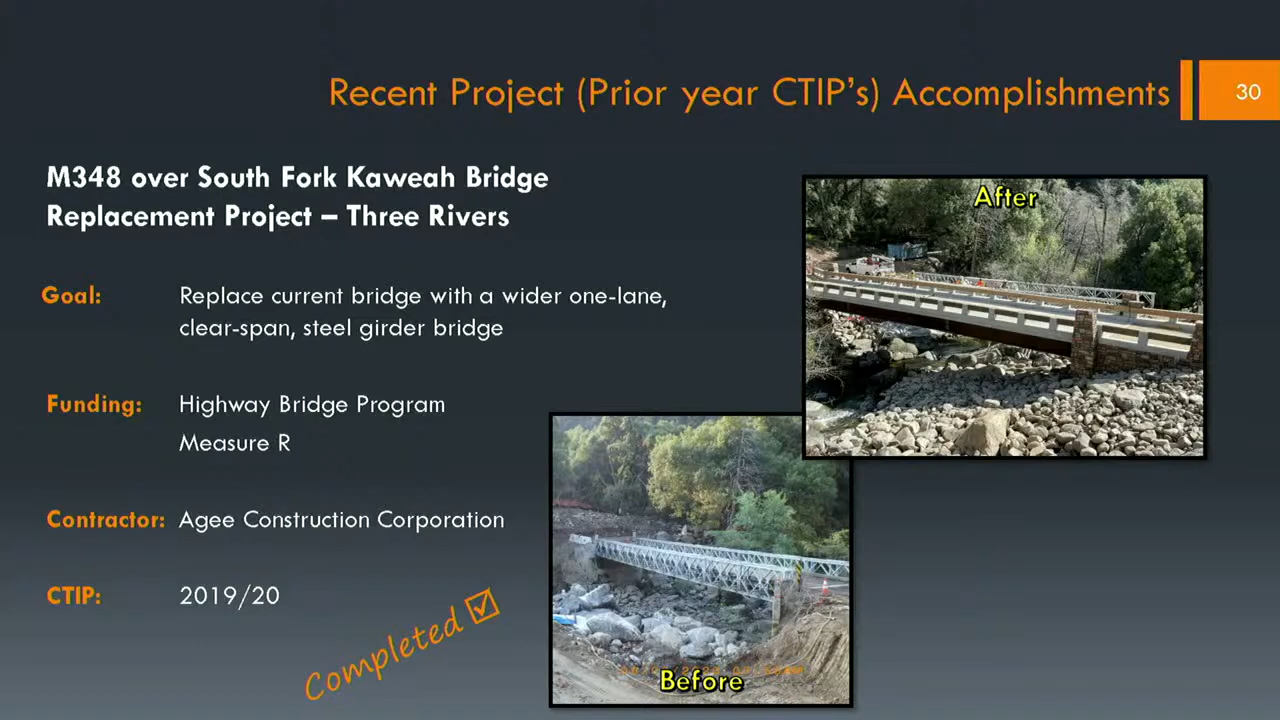 Recent Project (Prior year CTIP's) Accomplishments
30
M348 over South Fork Kaweah Bridge
Replacement Project – Three Rivers
Goal: Replace current bridge with a wider one-lane,
clear-span, steel girder bridge
Funding: Highway Bridge Program
Measure R
Contractor: Agee Construction Corporation
CTIP: 2019/20
Completed ☑
After
Before